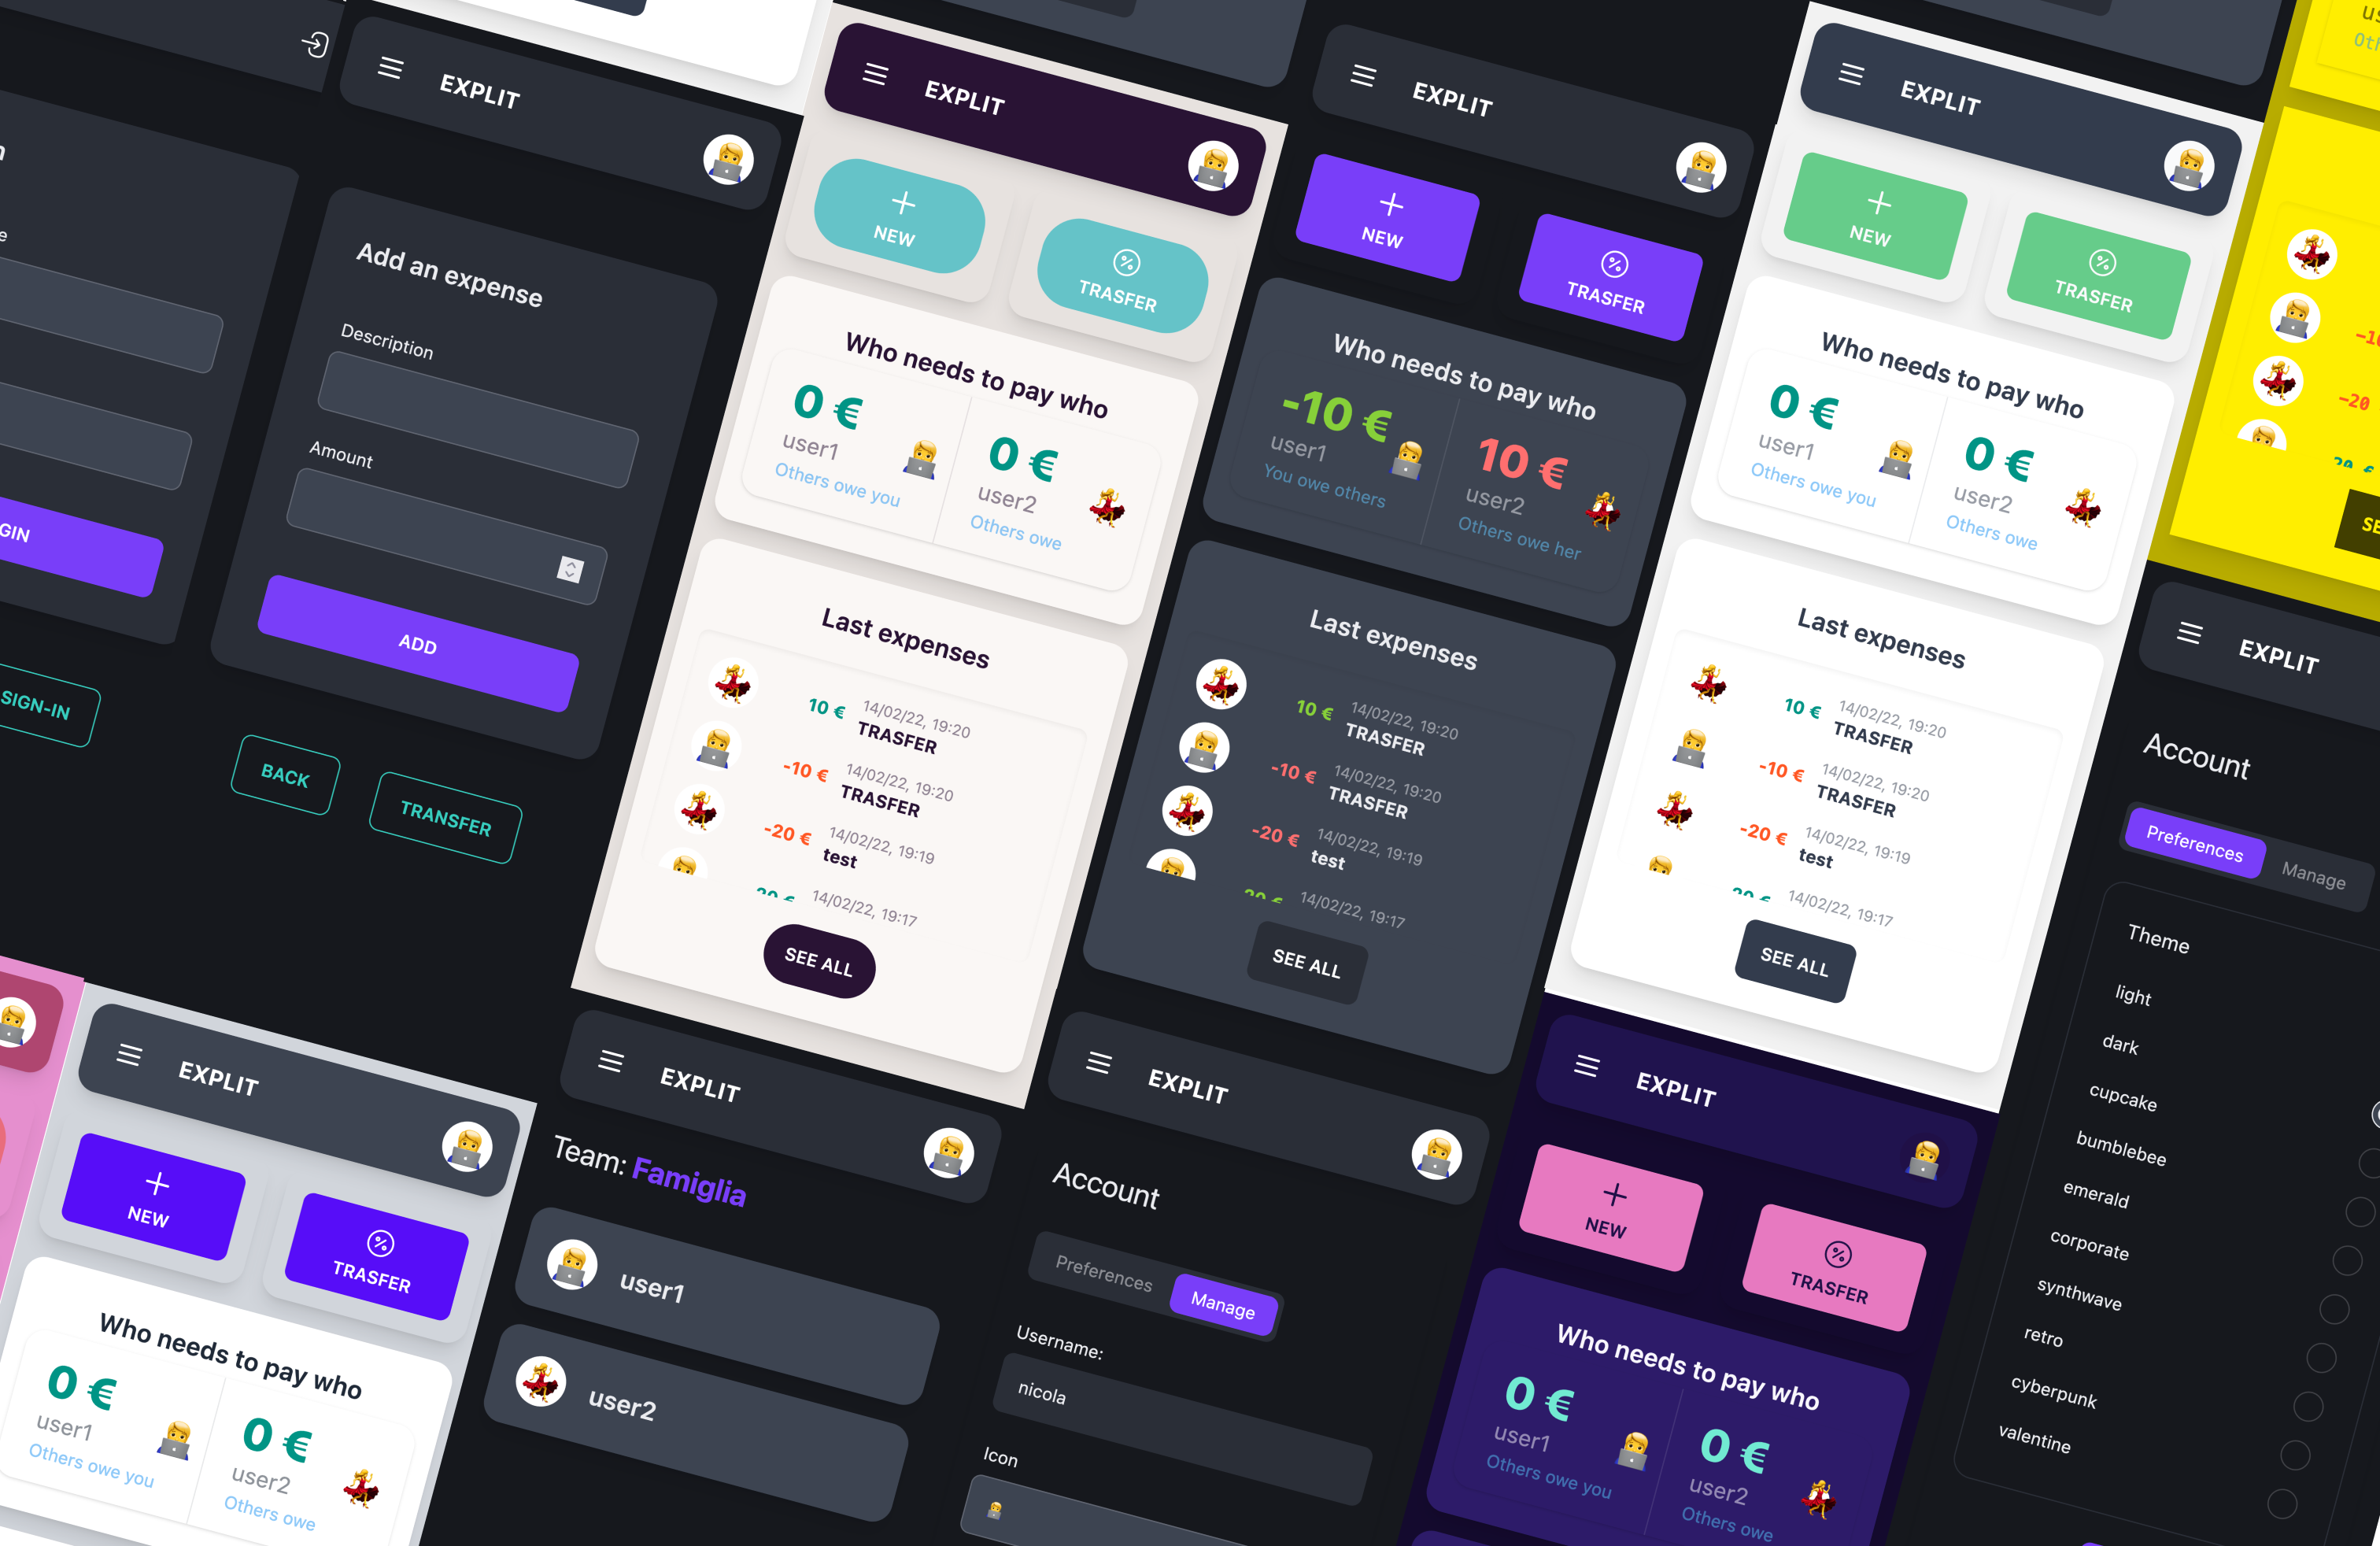 EXPLIT
Add an expense
Description
Amount
ADD
BACK
TRANSFER
SIGN-IN
EXPLIT
NEW
TRASFER
Who needs to pay who
0 €
user1
Others owe you
0 €
user2
Others owe
Last expenses
10 €
14/02/22, 19:20
TRASFER
-10 €
14/02/22, 19:20
TRASFER
-20 €
14/02/22, 19:19
test
14/02/22, 19:17
SEE ALL
EXPLIT
NEW
TRASFER
Who needs to pay who
-10 €
user1
You owe others
10 €
user2
Others owe her
Last expenses
10 €
14/02/22, 19:20
TRASFER
-10 €
14/02/22, 19:20
TRASFER
-20 €
14/02/22, 19:19
test
14/02/22, 19:17
SEE ALL
EXPLIT
NEW
TRASFER
Who needs to pay who
0 €
user1
Others owe you
0 €
user2
Others owe
Last expenses
10 €
14/02/22, 19:20
TRASFER
-10 €
14/02/22, 19:20
TRASFER
-20 €
14/02/22, 19:19
test
14/02/22, 19:17
SEE ALL
-20
EXPLIT
Account
Preferences
Manage
Theme
light
dark
cupcake
bumblebee
emerald
corporate
synthwave
retro
cyberpunk
valentine
EXPLIT
NEW
TRASFER
Who needs to pay who
0 €
user1
Others owe you
0 €
user2
Others owe
EXPLIT
Team: Famiglia
user1
user2
EXPLIT
Account
Preferences
Manage
Username:
nicola
Icon
EXPLIT
NEW
TRASFER
Who needs to pay who
0 €
user1
Others owe you
0 €
user2
Others owe